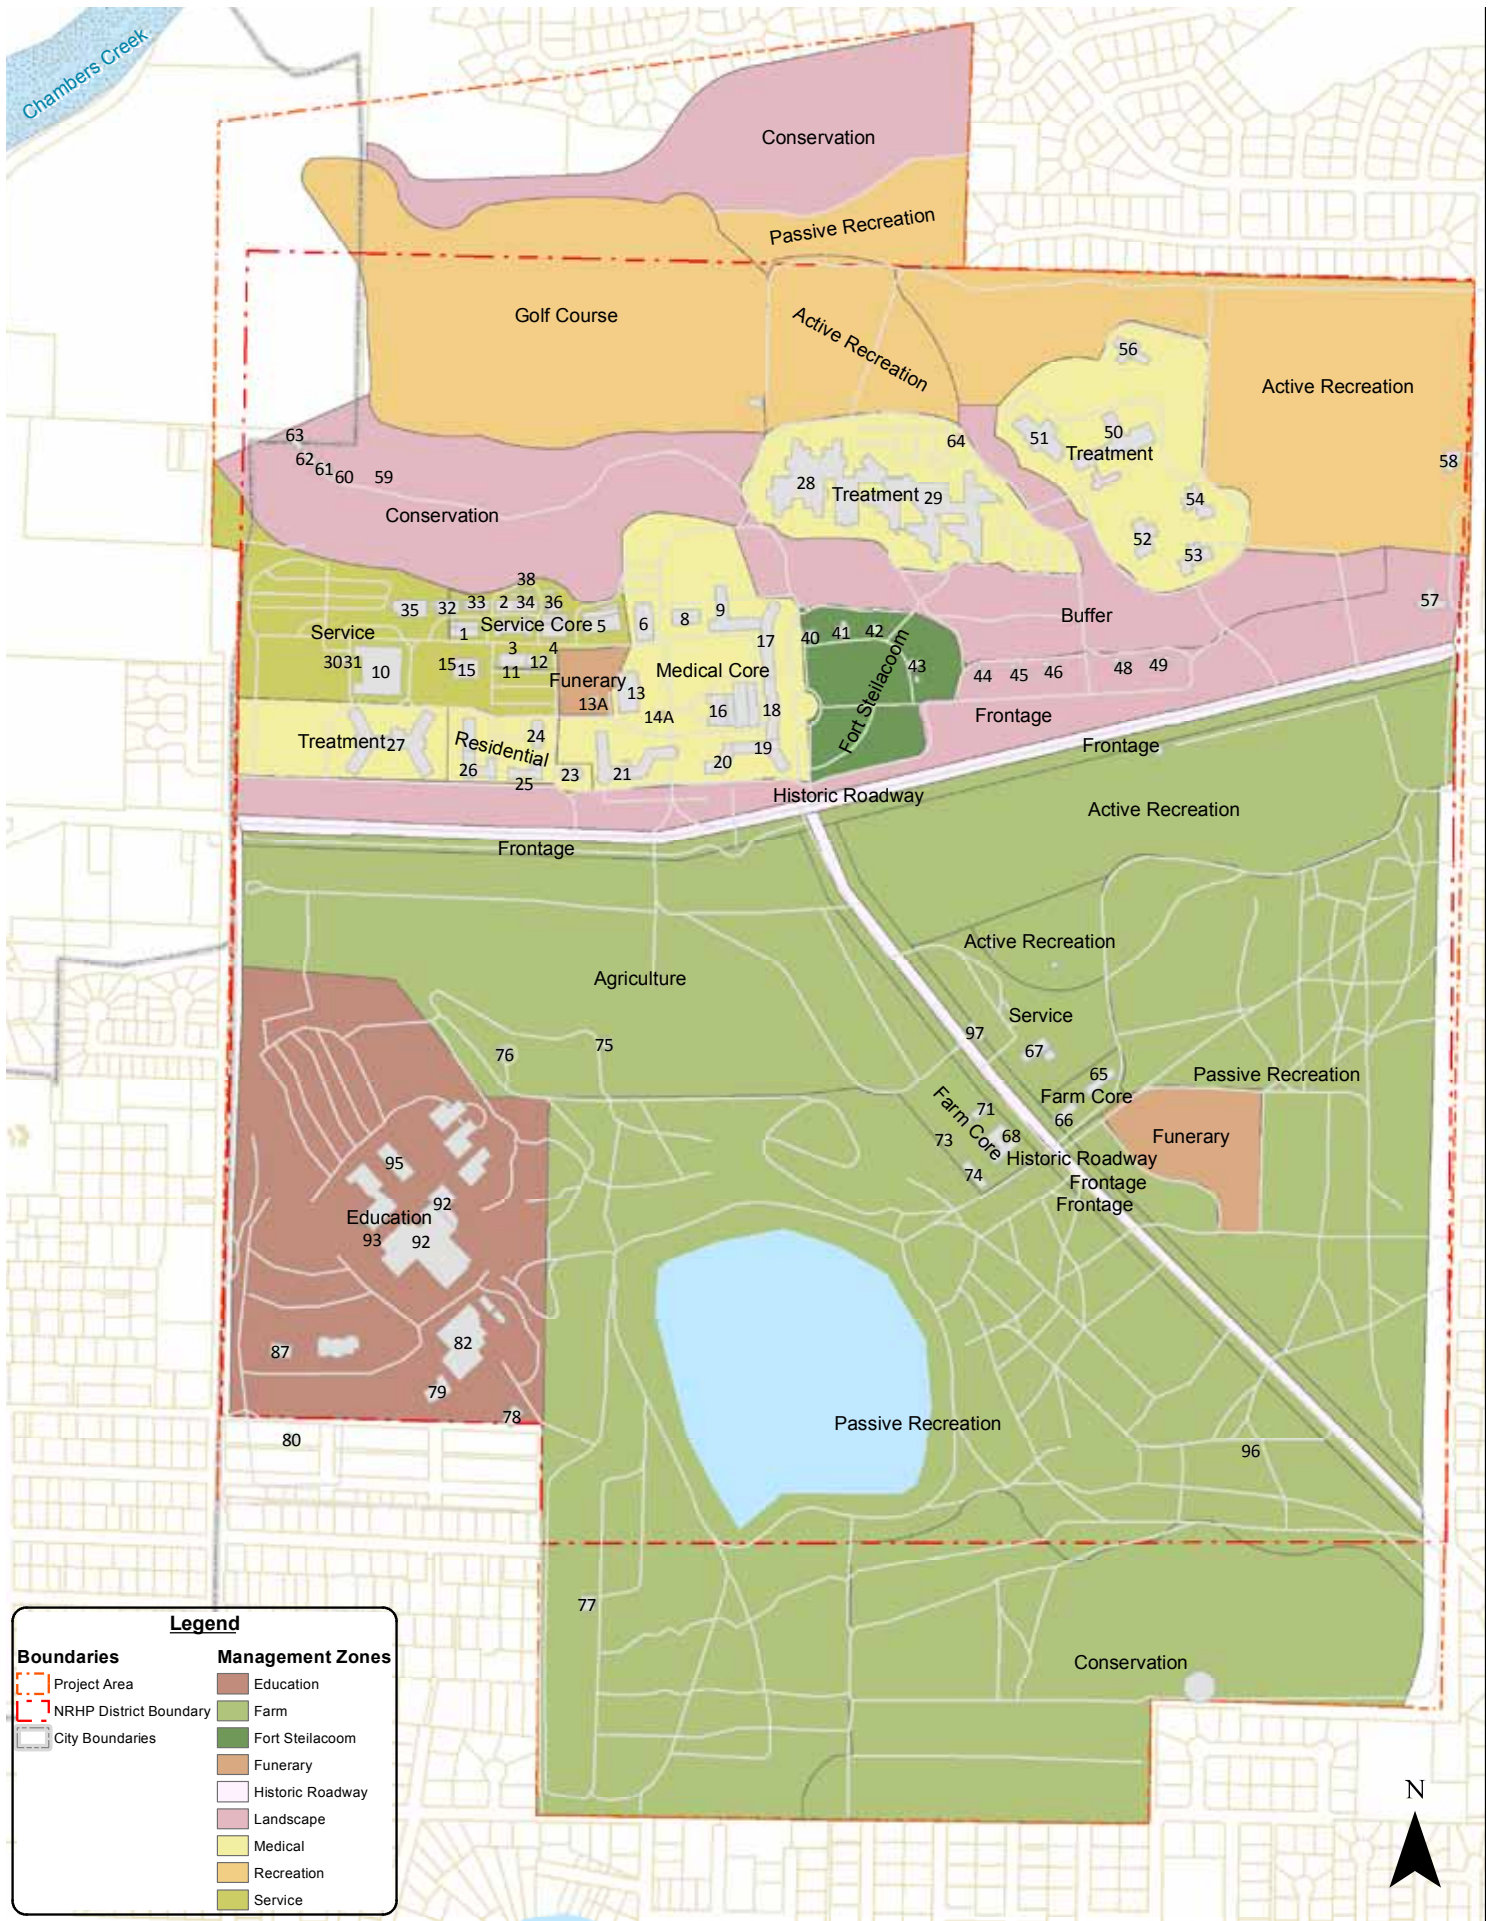 Chambers Creek
Conservation
Passive Recreation
Golf Course
Active Recreation
56
Active Recreation
63
64
51
50
Treatment
58
62
61
60
59
28
Treatment 29
54
Conservation
52
53
38
57
35
32
33
2
34
36
Service
1
Service Core
5
6
8
9
17
40
41
42
Buffer
3
4
30
31
10
15
15
11
12
Funerary
13A
13
Medical Core
43
44
45
46
48
49
14A
16
18
Fort Steilacoom
Frontage
Treatment
27
24
Residential
26
25
23
21
20
19
Frontage
Historic Roadway
Active Recreation
Frontage
Active Recreation
Agriculture
Service
97
67
76
75
65
Passive Recreation
Farm Core
66
71
Farm Core
73
68
74
Funerary
Historic Roadway
Frontage
Frontage
95
92
Education
93
92
82
87
79
78
80
Passive Recreation
96
77
Conservation
Legend
Boundaries
Project Area
NRHP District Boundary
City Boundaries
Management Zones
Education
Farm
Fort Steilacoom
Funerary
Historic Roadway
Landscape
Medical
Recreation
Service
N